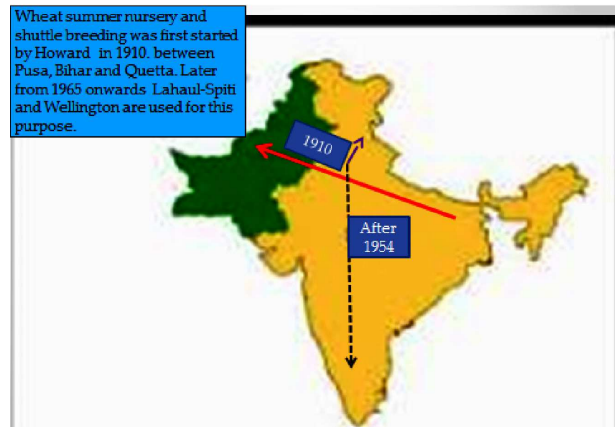 Wheat summer nursery and
shuttle breeding was first started
by Howard in 1910. between
Pusa, Bihar and Quetta. Later
from 1965 onwards Lahaul-Spiti
and Wellington are used for this
purpose.
1910
After
1954